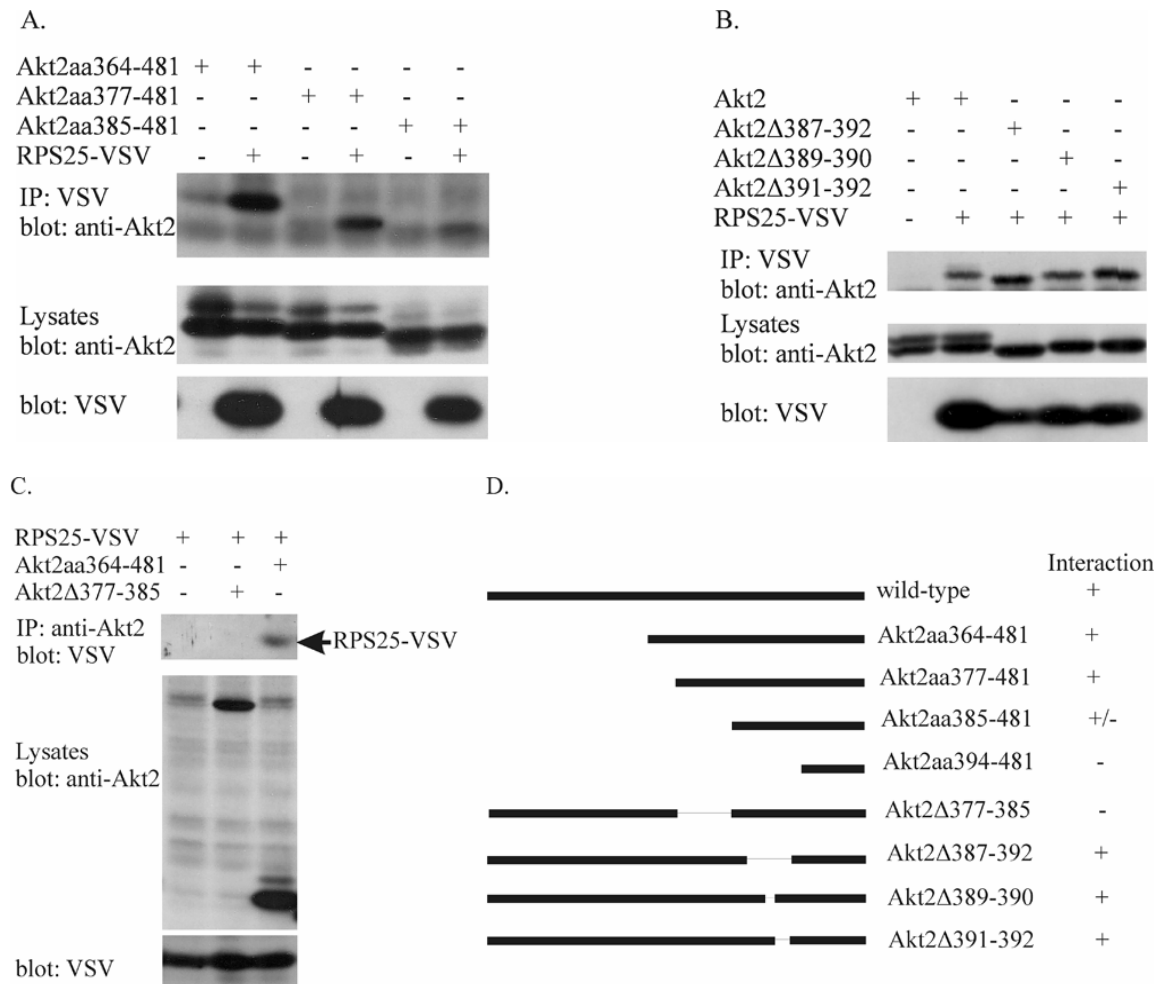 A.
Akt2aa364-481 + + - - - -
Akt2aa377-481 - - + + - -
Akt2aa385-481 - - - - + +
RPS25-VSV - + - + - +
IP: VSV
blot: anti-Akt2
Lysates
blot: anti-Akt2
blot: VSV
B.
Akt2 + + - - -
Akt2Δ387-392 - - + - -
Akt2Δ389-390 - - - + -
Akt2Δ391-392 - - - - +
RPS25-VSV - + + + +
IP: VSV
blot: anti-Akt2
Lysates
blot: anti-Akt2
blot: VSV
C.
RPS25-VSV + + +
Akt2aa364-481 - - +
Akt2Δ377-385 - + -
IP: anti-Akt2
blot: VSV
RPS25-VSV
Lysates
blot: anti-Akt2
blot: VSV
D.
Interaction
wild-type +
Akt2aa364-481 +
Akt2aa377-481 +
Akt2aa385-481 +/-
Akt2aa394-481 -
Akt2Δ377-385 -
Akt2Δ387-392 +
Akt2Δ389-390 +
Akt2Δ391-392 +